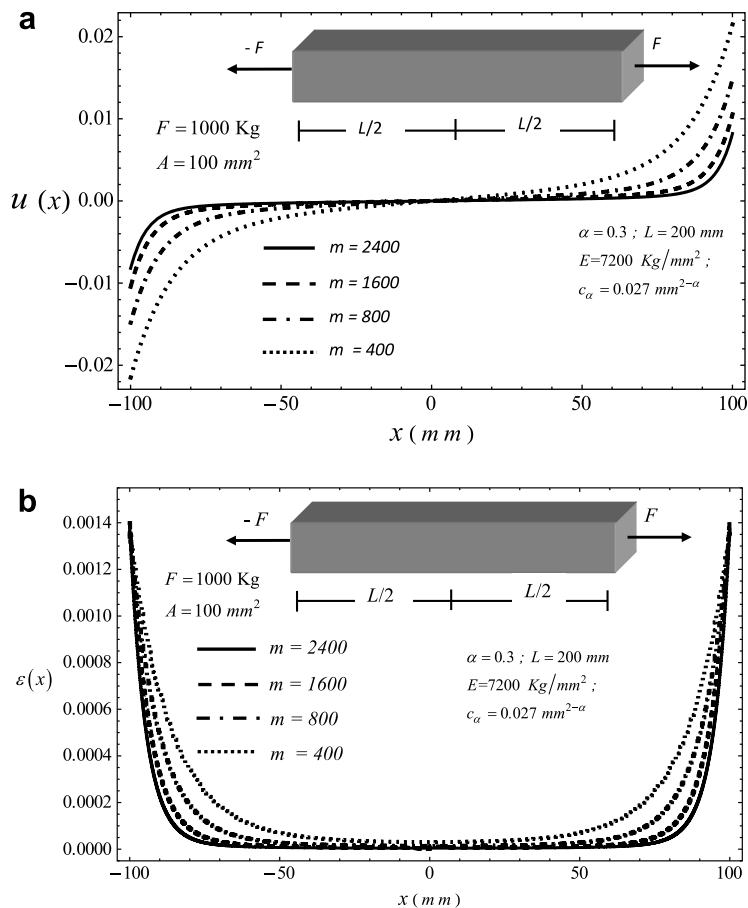 a
0.02
0.01
0.00
−0.01
−0.02
u (x)
- F
F
F = 1000 Kg
A = 100 mm²
L/2
L/2
m = 2400
m = 1600
m = 800
m = 400
α = 0.3 ; L = 200 mm
E=7200 Kg/mm² ;
c_α = 0.027 mm^{2−α}
−100
−50
0
50
100
x ( m m )
b
0.0014
0.0012
0.0010
0.0008
0.0006
0.0004
0.0002
0.0000
ε(x)
- F
F
F = 1000 Kg
A = 100 mm²
L/2
L/2
m = 2400
m = 1600
m = 800
m = 400
α = 0.3 ; L = 200 mm
E=7200 Kg/mm² ;
c_α = 0.027 mm^{2−α}
−100
−50
0
50
100
x ( m m )